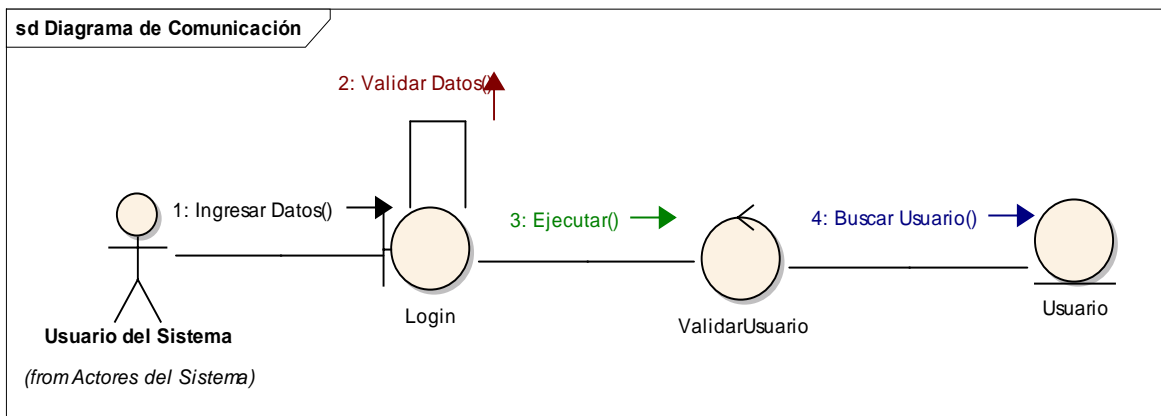 sd Diagrama de Comunicación
2: Validar Datos()
1: Ingresar Datos()
3: Ejecutar()
4: Buscar Usuario()
Login
ValidarUsuario
Usuario
Usuario del Sistema
(from Actores del Sistema)